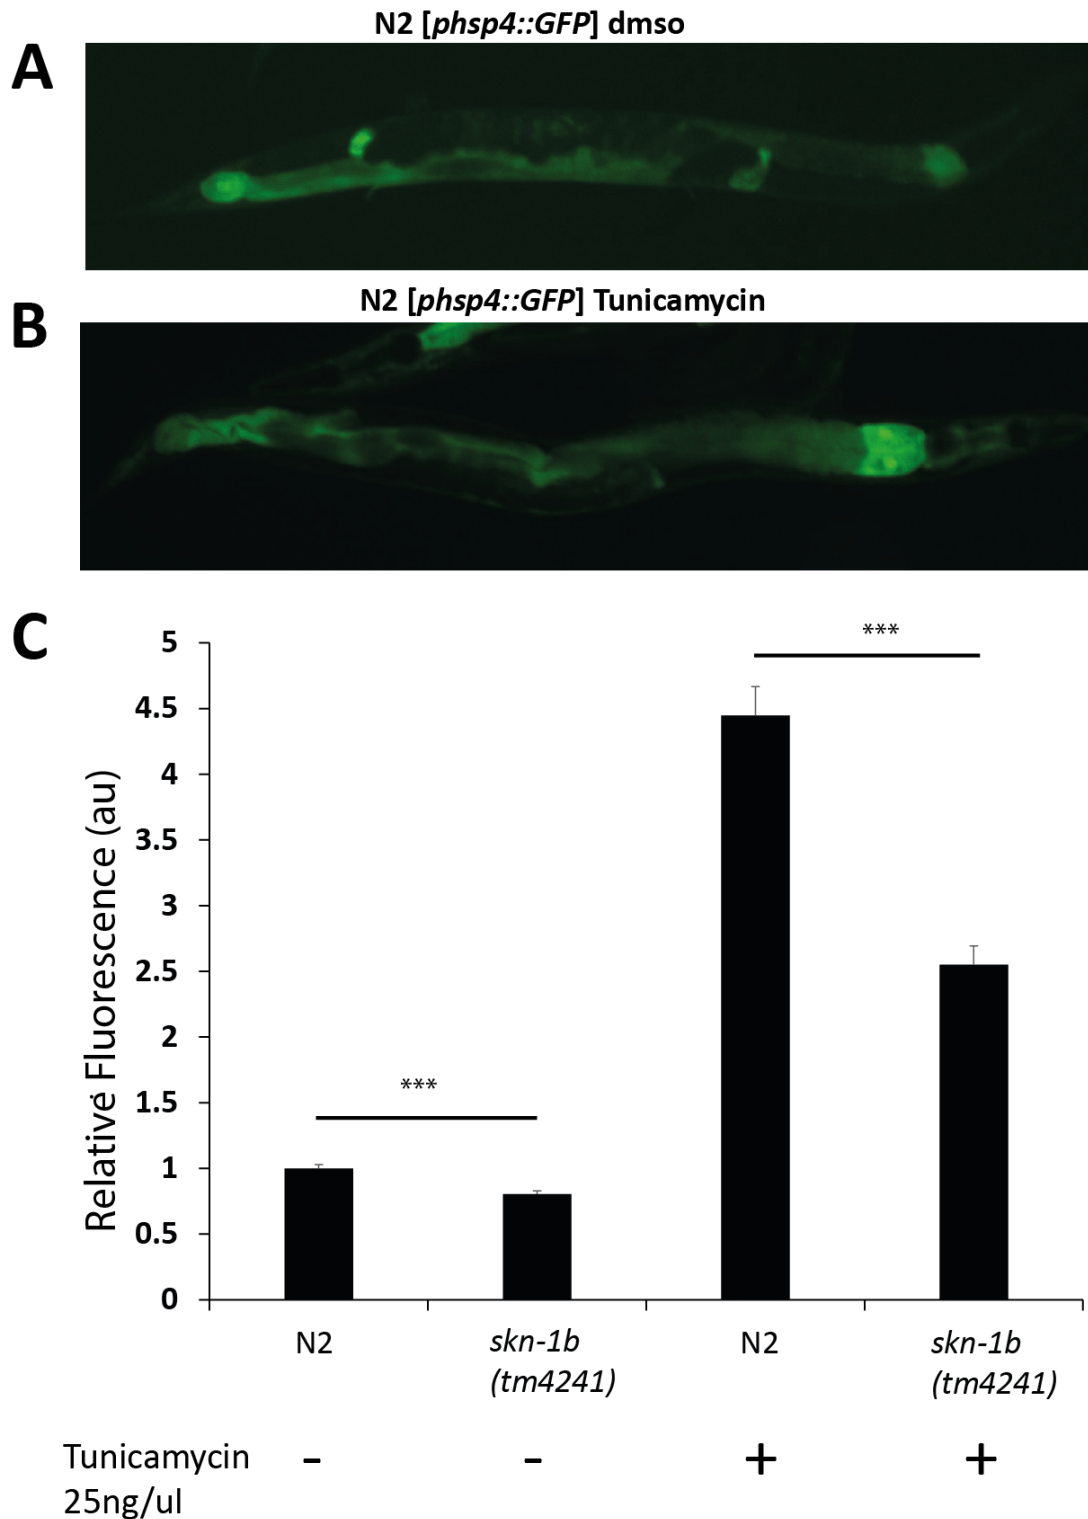 N2 [phsp4::GFP] dmso
A
N2 [phsp4::GFP] Tunicamycin
B
C
5
4.5
4
3.5
3
2.5
2
1.5
1
0.5
0
Relative Fluorescence (au)
***
***
N2
skn-1b
(tm4241)
N2
skn-1b
(tm4241)
Tunicamycin - - + +
25ng/ul